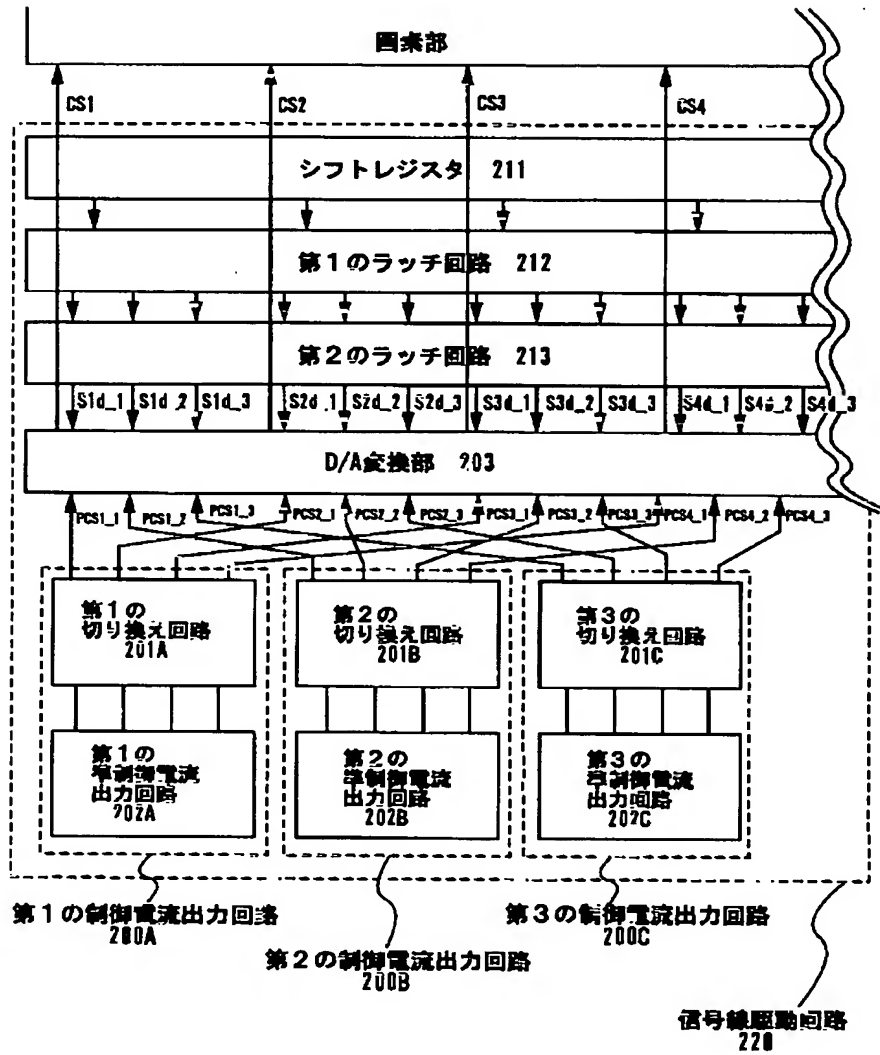 画素部
CS1 CS2 CS3 CS4
シフトレジスタ 211
第1のラッチ回路 212
第2のラッチ回路 213
S1d_1 S1d_2 S1d_3 S2d_1 S2d_2 S2d_3 S3d_1 S3d_2 S3d_3 S4d_1 S4d_2 S4d_3
D/A変換部 203
PCS1_1 PCS1_2 PCS1_3 PCS2_1 PCS2_2 PCS2_3 PCS3_1 PCS3_2 PCS3_3 PCS4_1 PCS4_2 PCS4_3
第1の
切り換え回路
201A
第2の
切り換え回路
201B
第3の
切り換え回路
201C
第1の
準制御電流
出力回路
202A
第2の
準制御電流
出力回路
202B
第3の
準制御電流
出力回路
202C
第1の制御電流出力回路
200A
第2の制御電流出力回路
200B
第3の制御電流出力回路
200C
信号線駆動回路
220